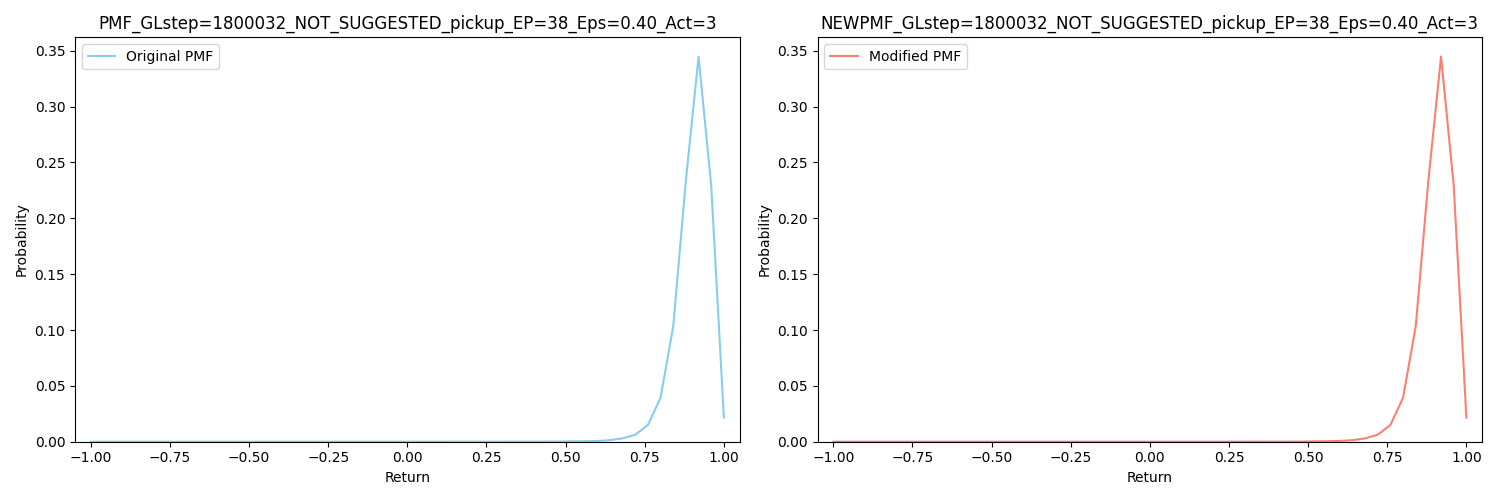 PMF_GLstep=1800032_NOT_SUGGESTED_pickup_EP=38_Eps=0.40_Act=3
Original PMF
Probability
0.35
0.30
0.25
0.20
0.15
0.10
0.05
0.00
−1.00 −0.75 −0.50 −0.25 0.00 0.25 0.50 0.75 1.00
Return
NEWPMF_GLstep=1800032_NOT_SUGGESTED_pickup_EP=38_Eps=0.40_Act=3
Modified PMF
Probability
0.35
0.30
0.25
0.20
0.15
0.10
0.05
0.00
−1.00 −0.75 −0.50 −0.25 0.00 0.25 0.50 0.75 1.00
Return